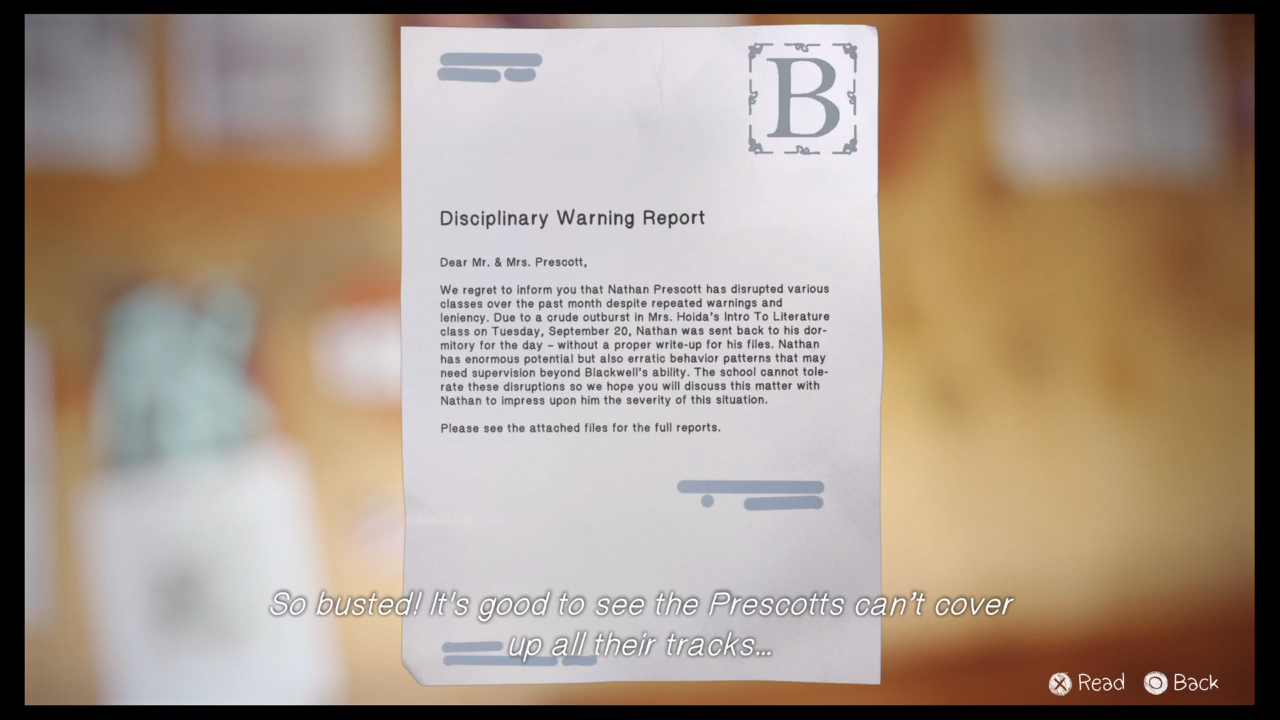 B
Disciplinary Warning Report
Dear Mr. & Mrs. Prescott,
We regret to inform you that Nathan Prescott has disrupted various
classes over the past month despite repeated warnings and
leniency. Due to a crude outburst in Mrs. Hoida's Intro To Literature
class on Tuesday, September 20, Nathan was sent back to his dor-
mitory for the day – without a proper write-up for his files. Nathan
has enormous potential but also erratic behavior patterns that may
need supervision beyond Blackwell's ability. The school cannot tole-
rate these disruptions so we hope you will discuss this matter with
Nathan to impress upon him the severity of this situation.
Please see the attached files for the full reports.
So busted! It's good to see the Prescotts can't cover
up all their tracks...
Read Back